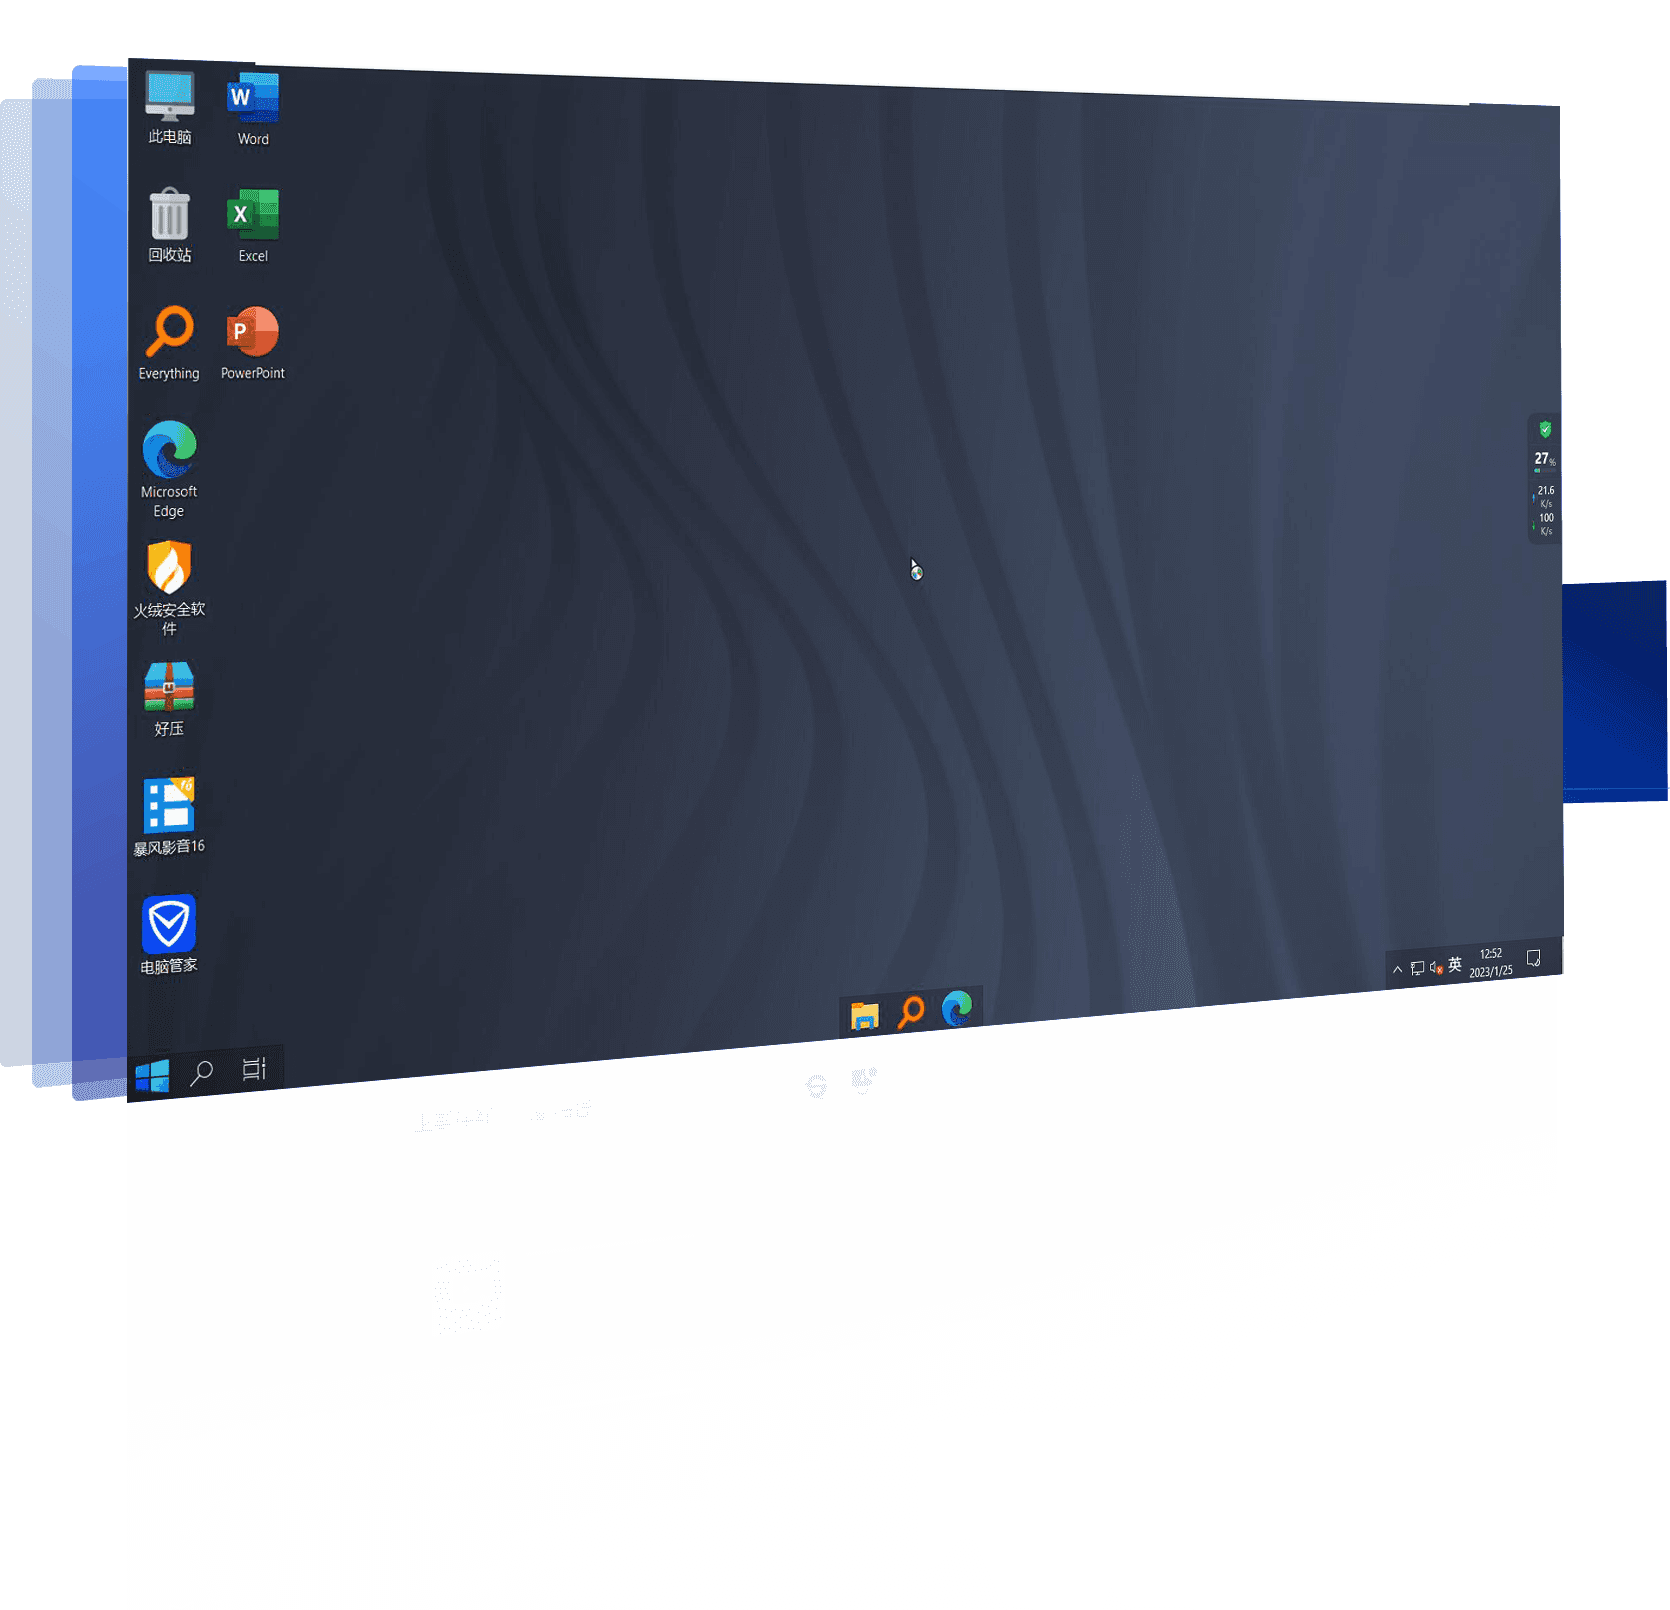 此电脑
Word
回收站
Excel
Everything
PowerPoint
Microsoft
Edge
火绒安全软
件
好压
16
暴风影音16
电脑管家
27%
21.6
K/s
100
K/s
英
12:52
2023/1/25